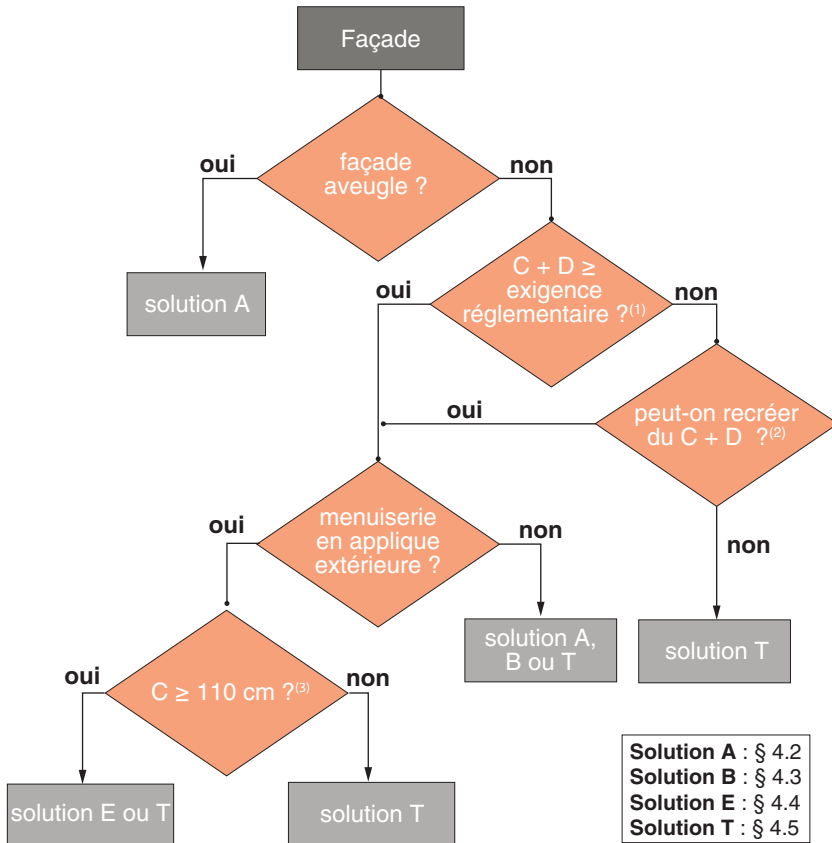 Façade
façade
aveugle ?
oui
non
solution A
C + D ≥
exigence
réglementaire ?(1)
oui
non
peut-on recréer
du C + D ?(2)
oui
non
menuiserie
en applique
extérieure ?
oui
non
solution A,
B ou T
solution T
C ≥ 110 cm ?(3)
oui
non
solution E ou T
solution T
Solution A : § 4.2
Solution B : § 4.3
Solution E : § 4.4
Solution T : § 4.5